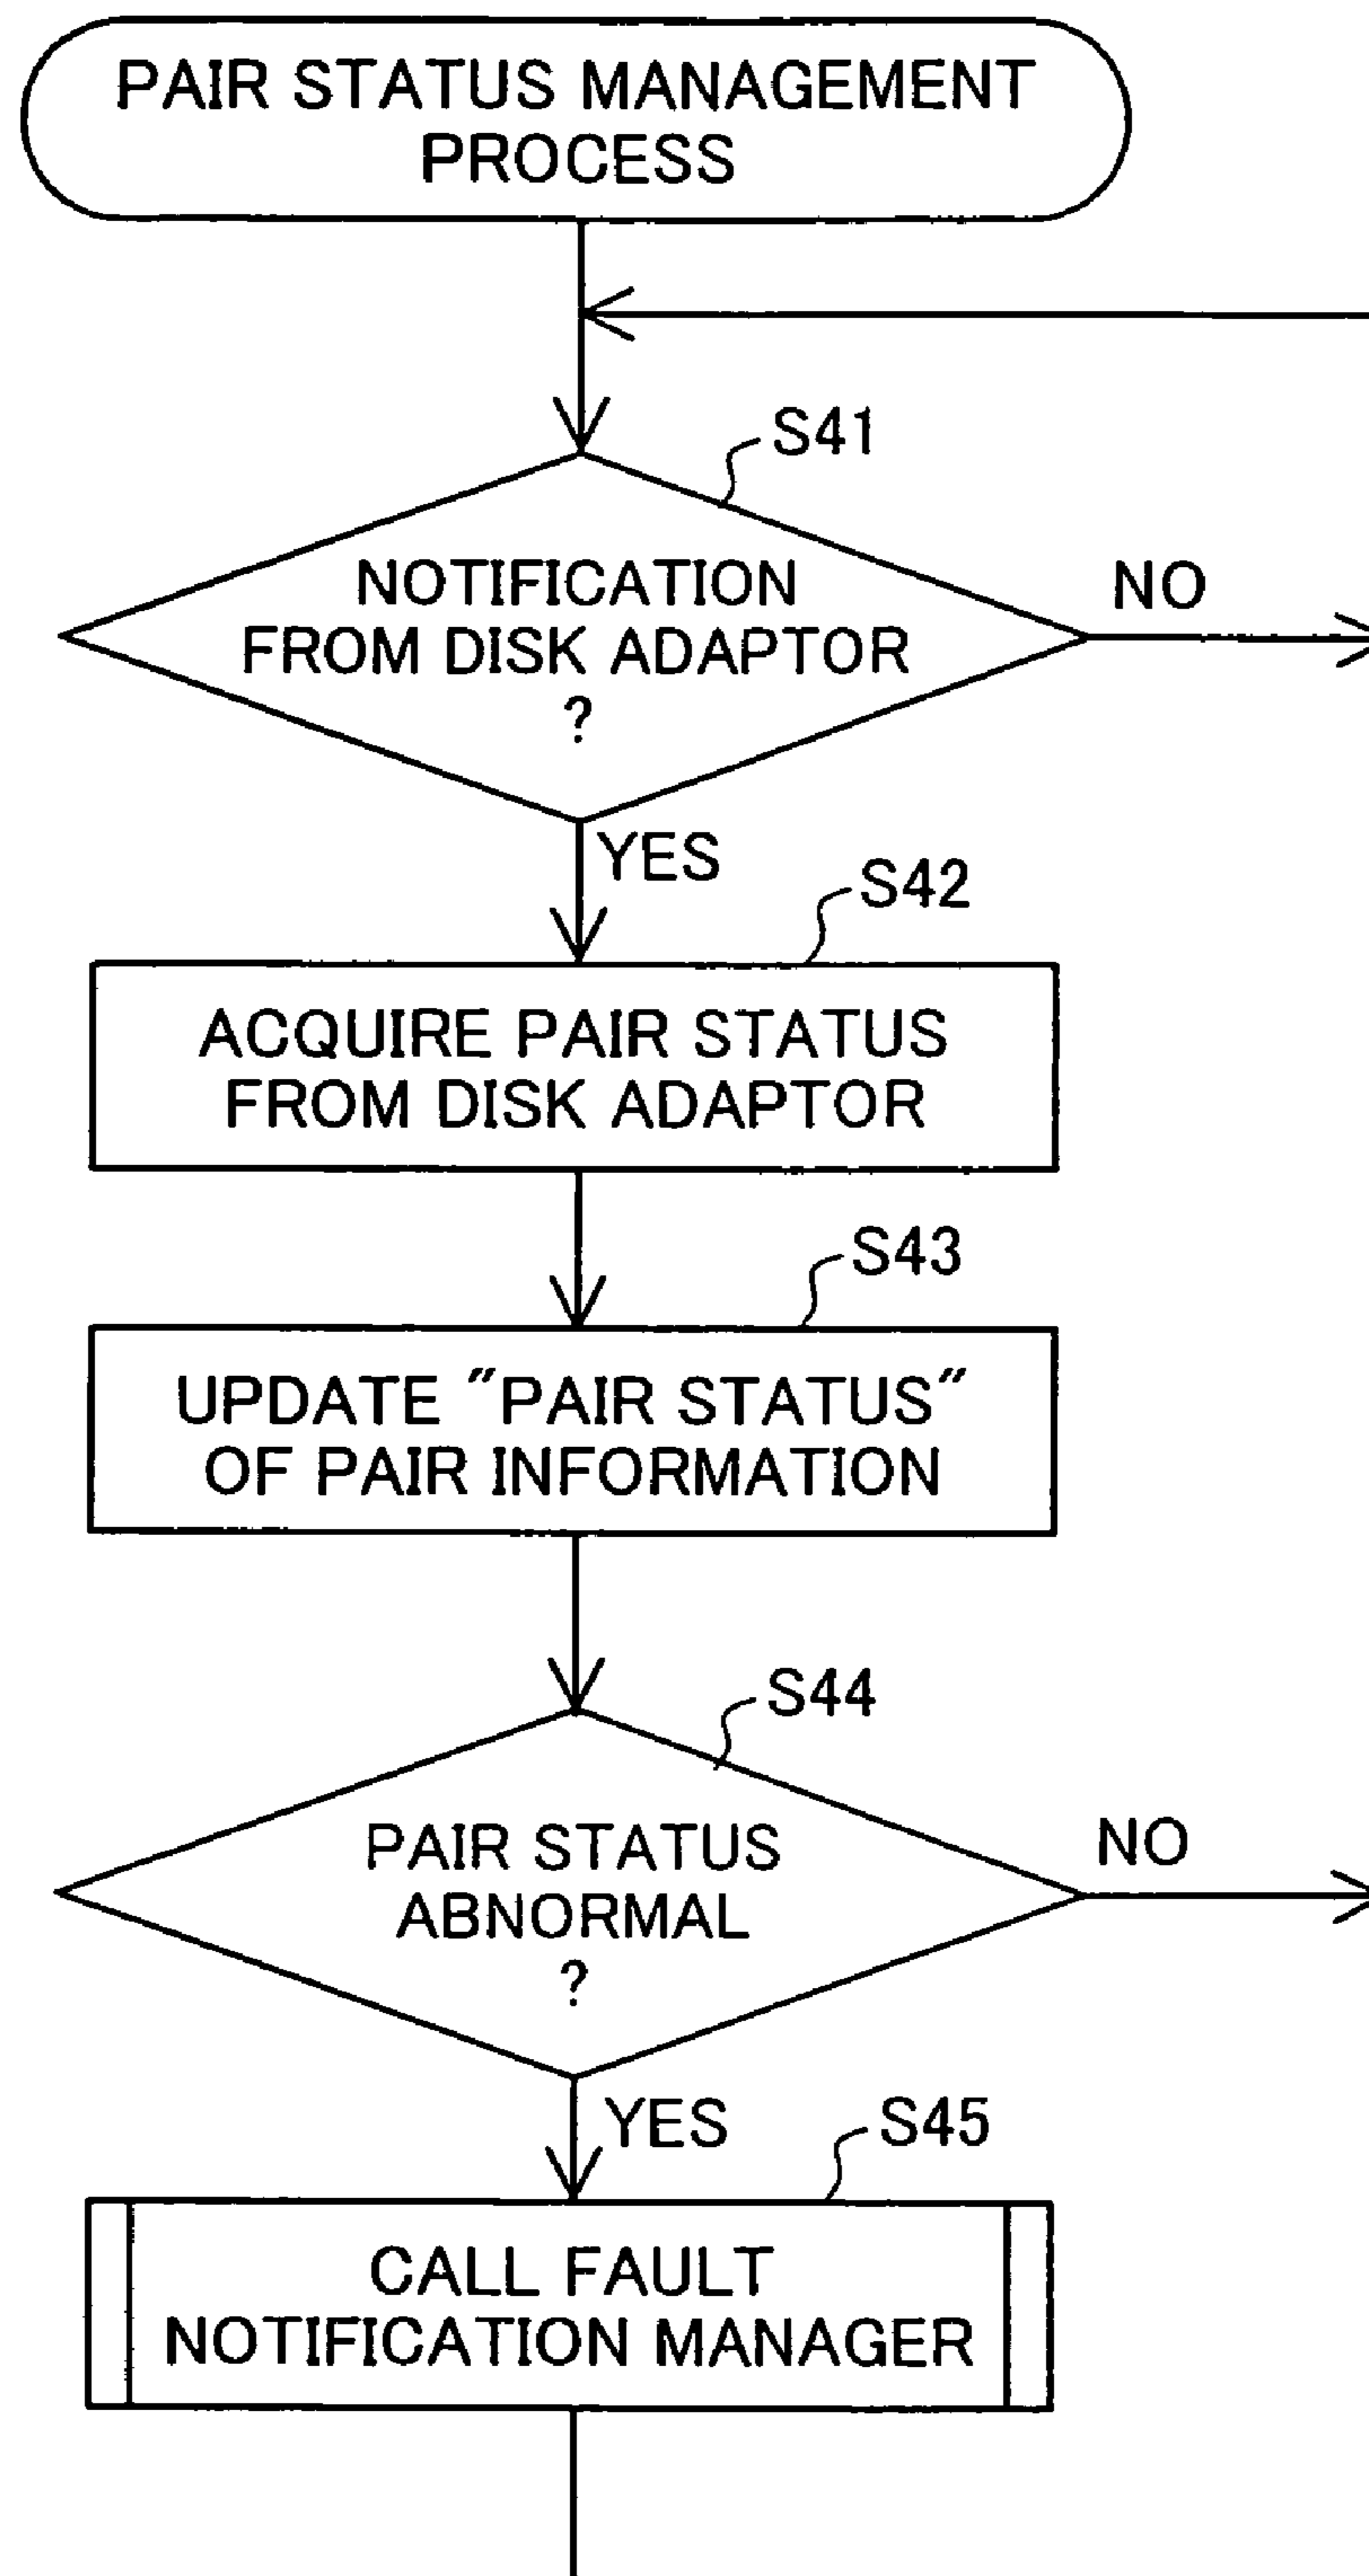 PAIR STATUS MANAGEMENT
PROCESS
S41
NOTIFICATION
FROM DISK ADAPTOR
?
NO
YES
S42
ACQUIRE PAIR STATUS
FROM DISK ADAPTOR
S43
UPDATE "PAIR STATUS"
OF PAIR INFORMATION
S44
PAIR STATUS
ABNORMAL
?
NO
YES
S45
CALL FAULT
NOTIFICATION MANAGER